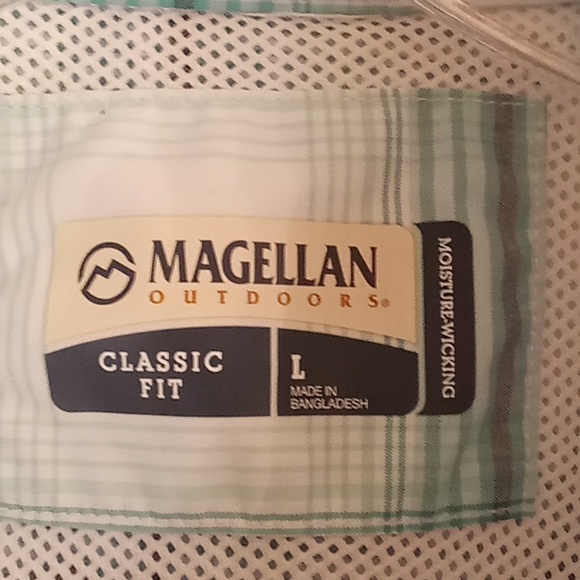 MAGELLAN
OUTDOORS®
CLASSIC
FIT
L
MADE IN
BANGLADESH
MOISTURE-WICKING